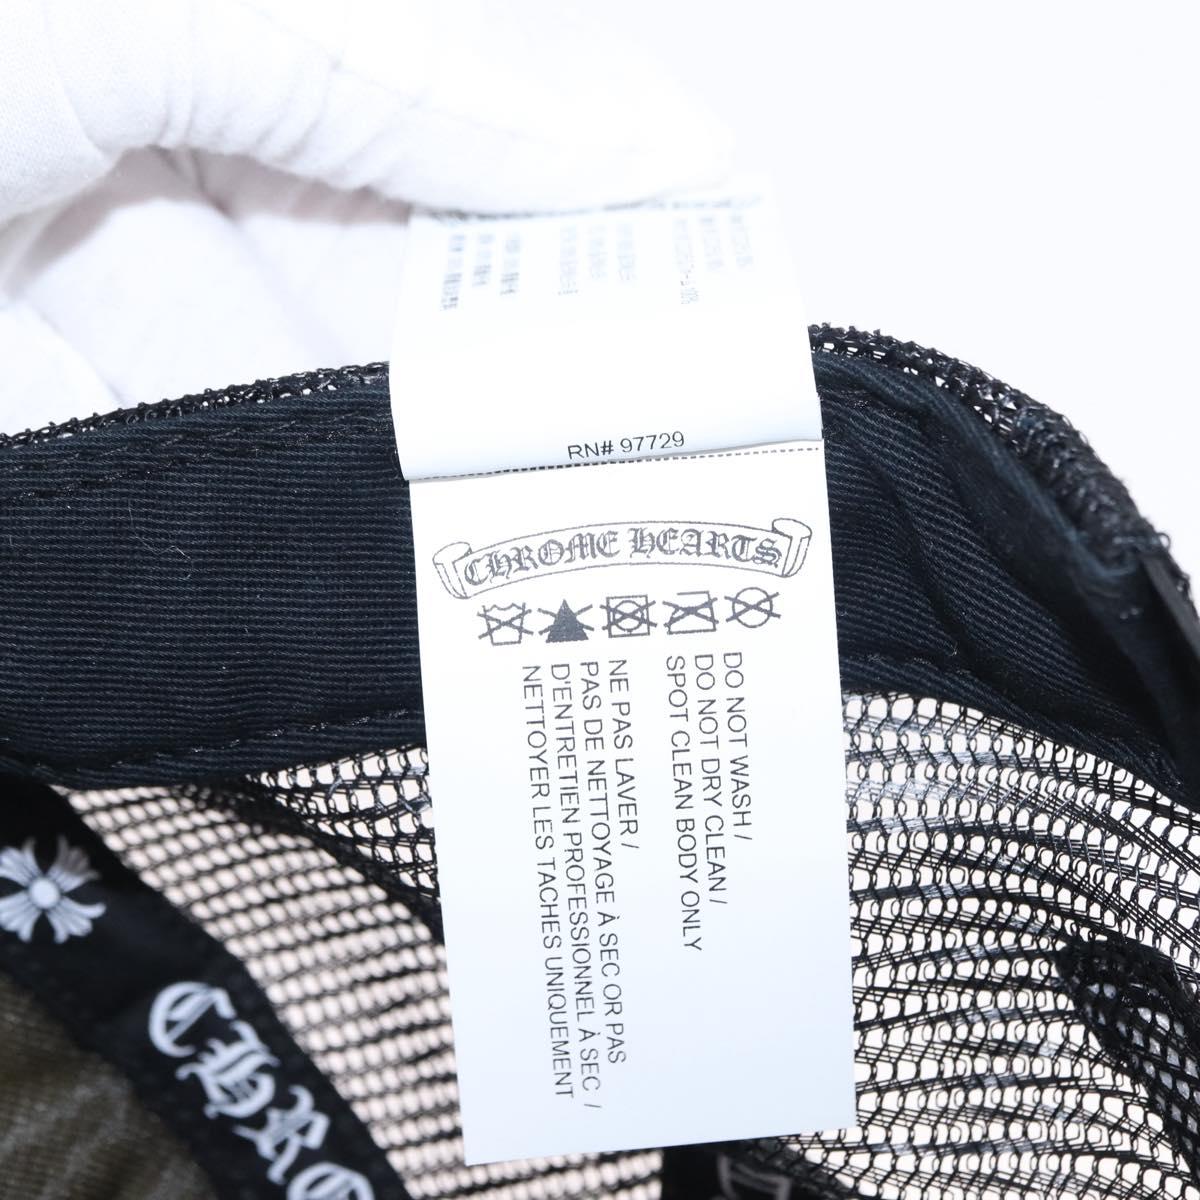 RN# 97729
CHROME HEARTS
DO NOT WASH /
DO NOT DRY CLEAN /
SPOT CLEAN BODY ONLY
NE PAS LAVER /
PAS DE NETTOYAGE À SEC OR PAS
D'ENTRETIEN PROFESSIONNEL À SEC /
NETTOYER LES TACHES UNIQUEMENT
CHRO